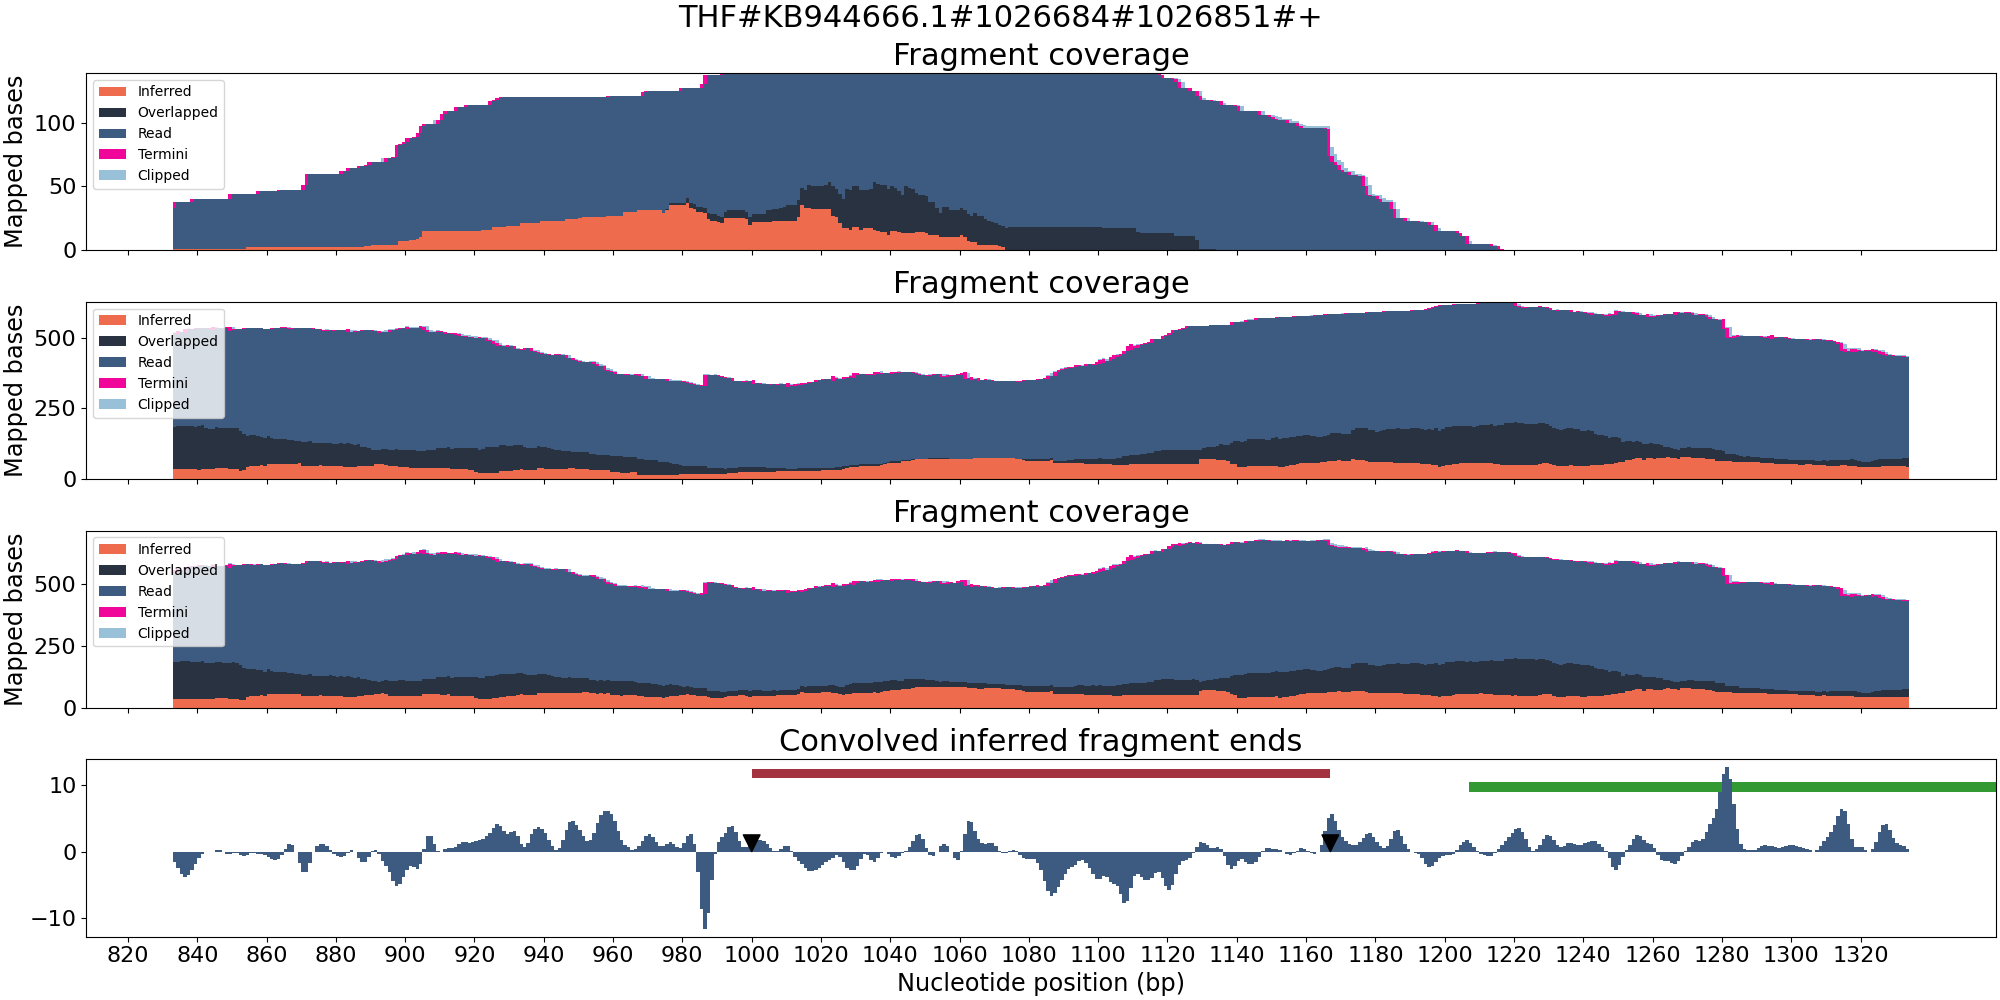 THF#KB944666.1#1026684#1026851#+
Fragment coverage
Mapped bases
100
50
0
Inferred
Overlapped
Read
Termini
Clipped
Fragment coverage
Mapped bases
500
250
0
Inferred
Overlapped
Read
Termini
Clipped
Fragment coverage
Mapped bases
500
250
0
Inferred
Overlapped
Read
Termini
Clipped
Convolved inferred fragment ends
10
0
−10
820 840 860 880 900 920 940 960 980 1000 1020 1040 1060 1080 1100 1120 1140 1160 1180 1200 1220 1240 1260 1280 1300 1320
Nucleotide position (bp)